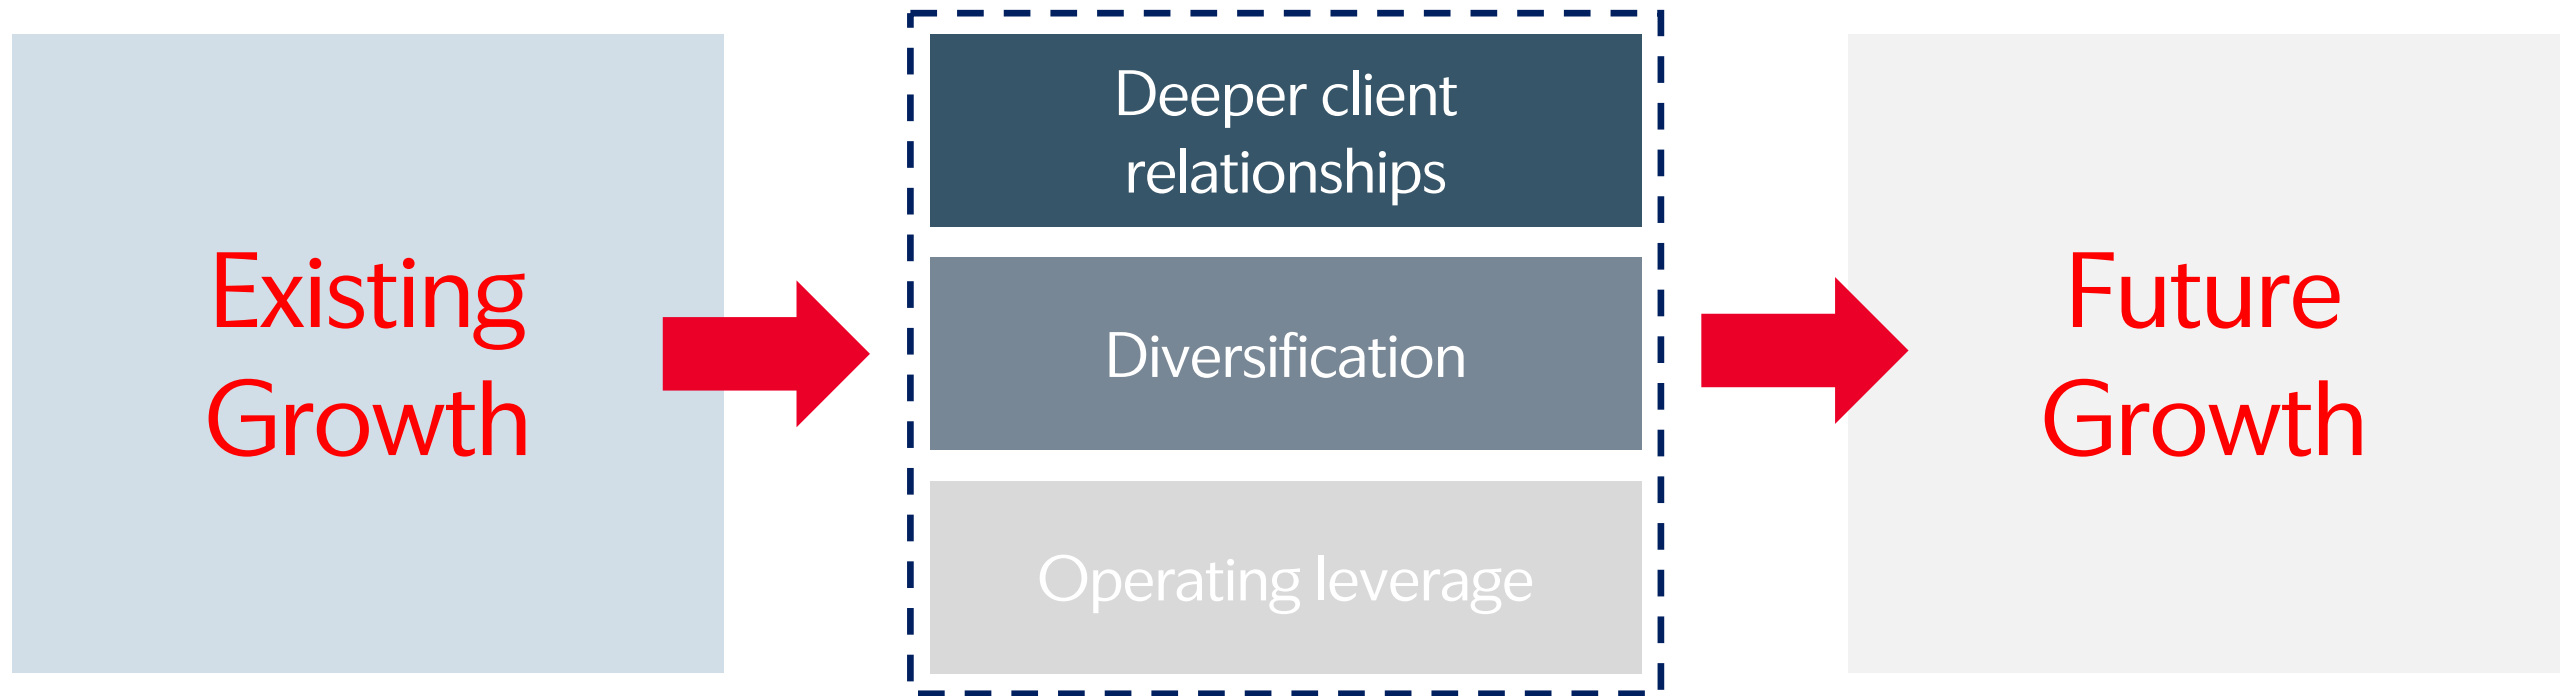 Existing
Growth
Deeper client
relationships
Diversification
Operating leverage
Future
Growth